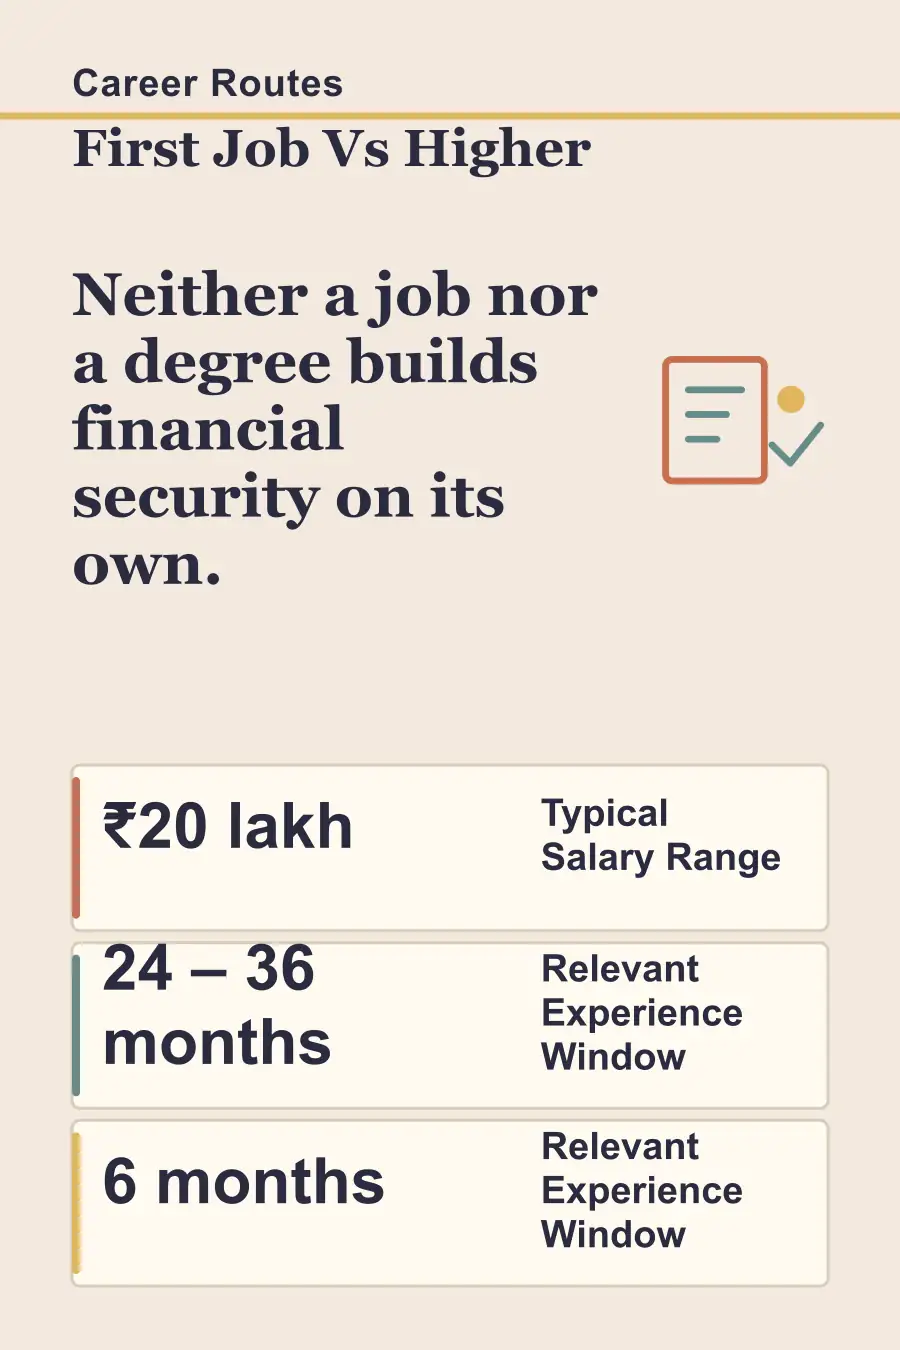 Career Routes
First Job Vs Higher
Neither a job nor
a degree builds
financial
security on its
own.
₹20 lakh
Typical
Salary Range
24 – 36
months
Relevant
Experience
Window
6 months
Relevant
Experience
Window